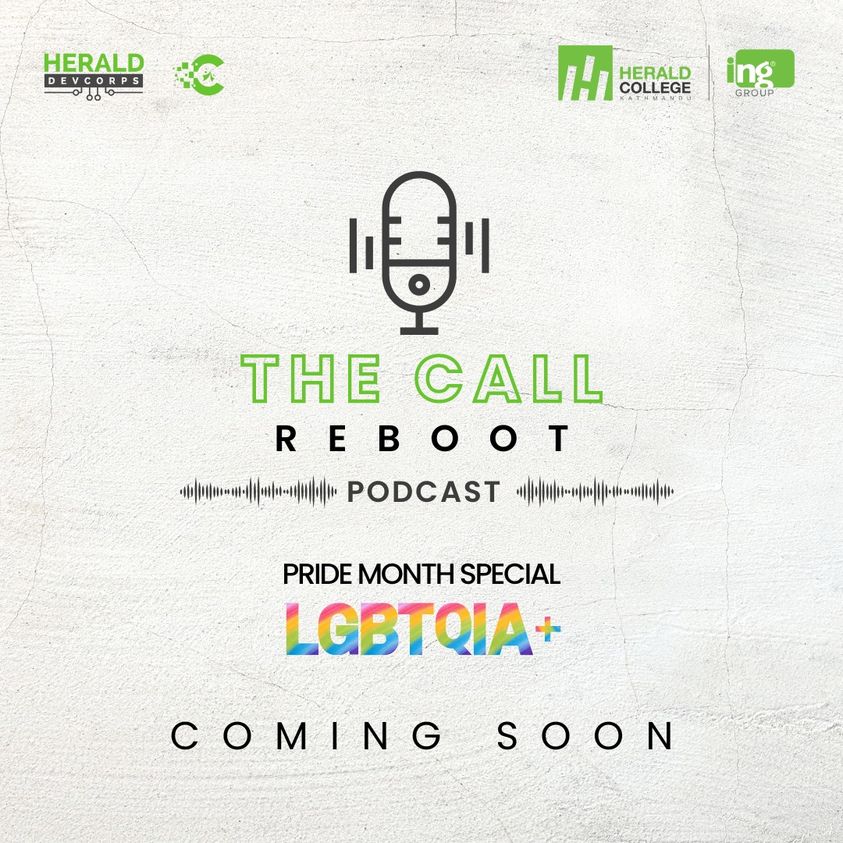 HERALD
DEVCORPS
C
HERALD
COLLEGE
KATHMANDU
ing®
GROUP
THE CALL
REBOOT
PODCAST
PRIDE MONTH SPECIAL
LGBTQIA+
COMING SOON